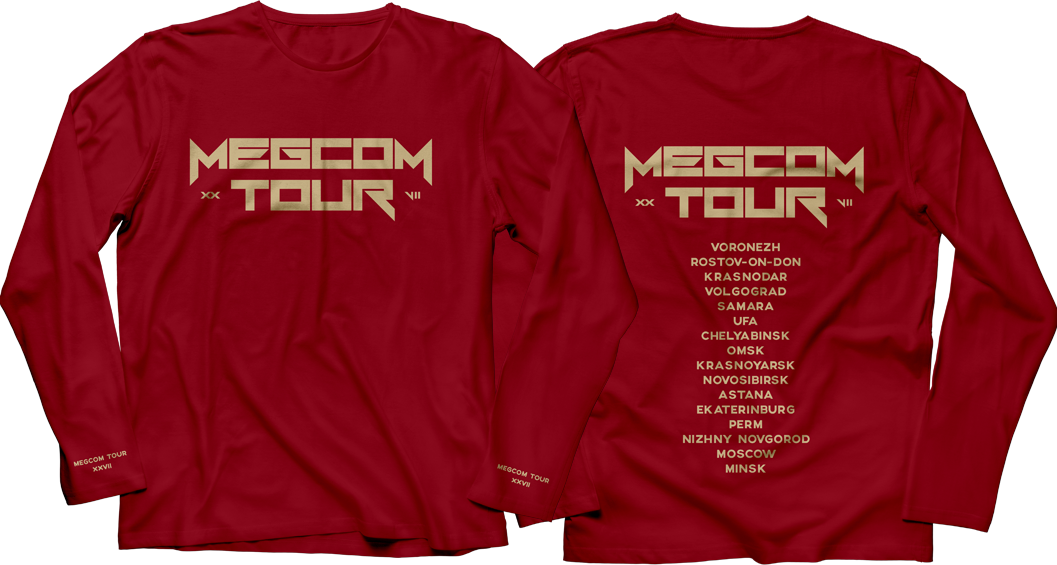 MEGCOM
XX TOUR VII
MEGCOM TOUR
XXVII
MEGCOM TOUR
XXVII
MEGCOM
XX TOUR VII
VORONEZH
ROSTOV-ON-DON
KRASNODAR
VOLGOGRAD
SAMARA
UFA
CHELYABINSK
OMSK
KRASNOYARSK
NOVOSIBIRSK
ASTANA
EKATERINBURG
PERM
NIZHNY NOVGOROD
MOSCOW
MINSK